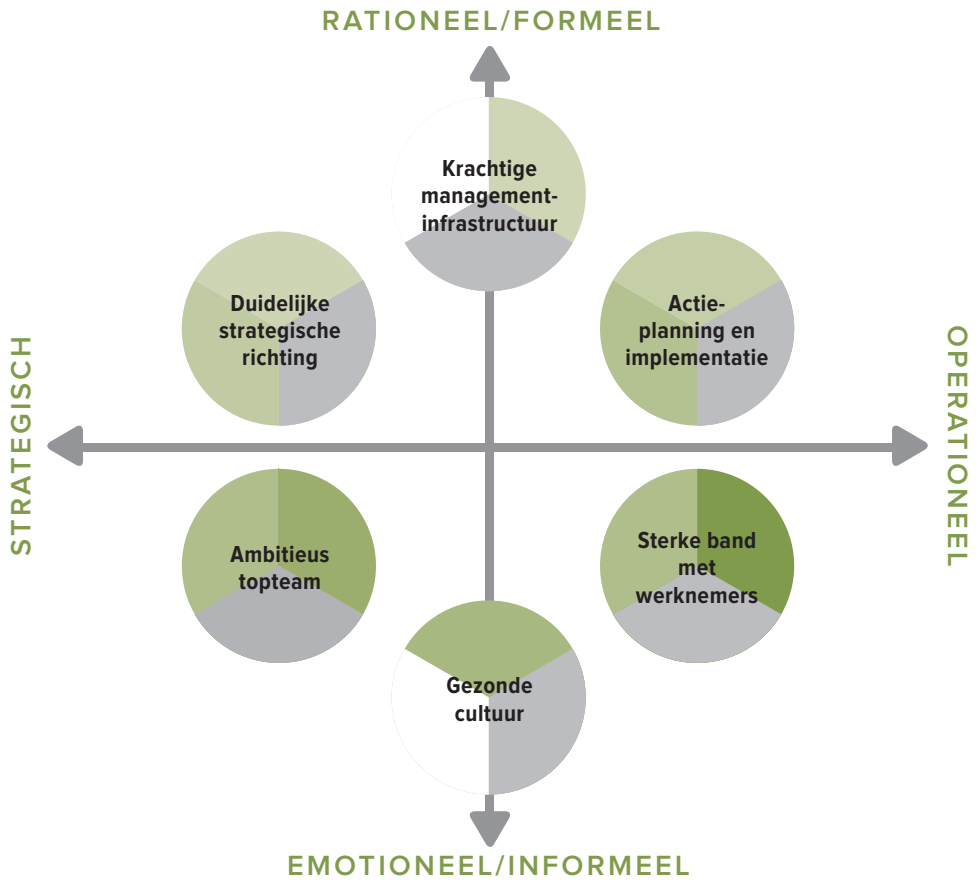 RATIONEEL/FORMEEL
Krachtige
management-
infrastructuur
Duidelijke
strategische
richting
Actie-
planning en
implementatie
STRATEGISCH
OPERATIONEEL
Ambitieus
topteam
Sterke band
met
werknemers
Gezonde
cultuur
EMOTIONEEL/INFORMEEL